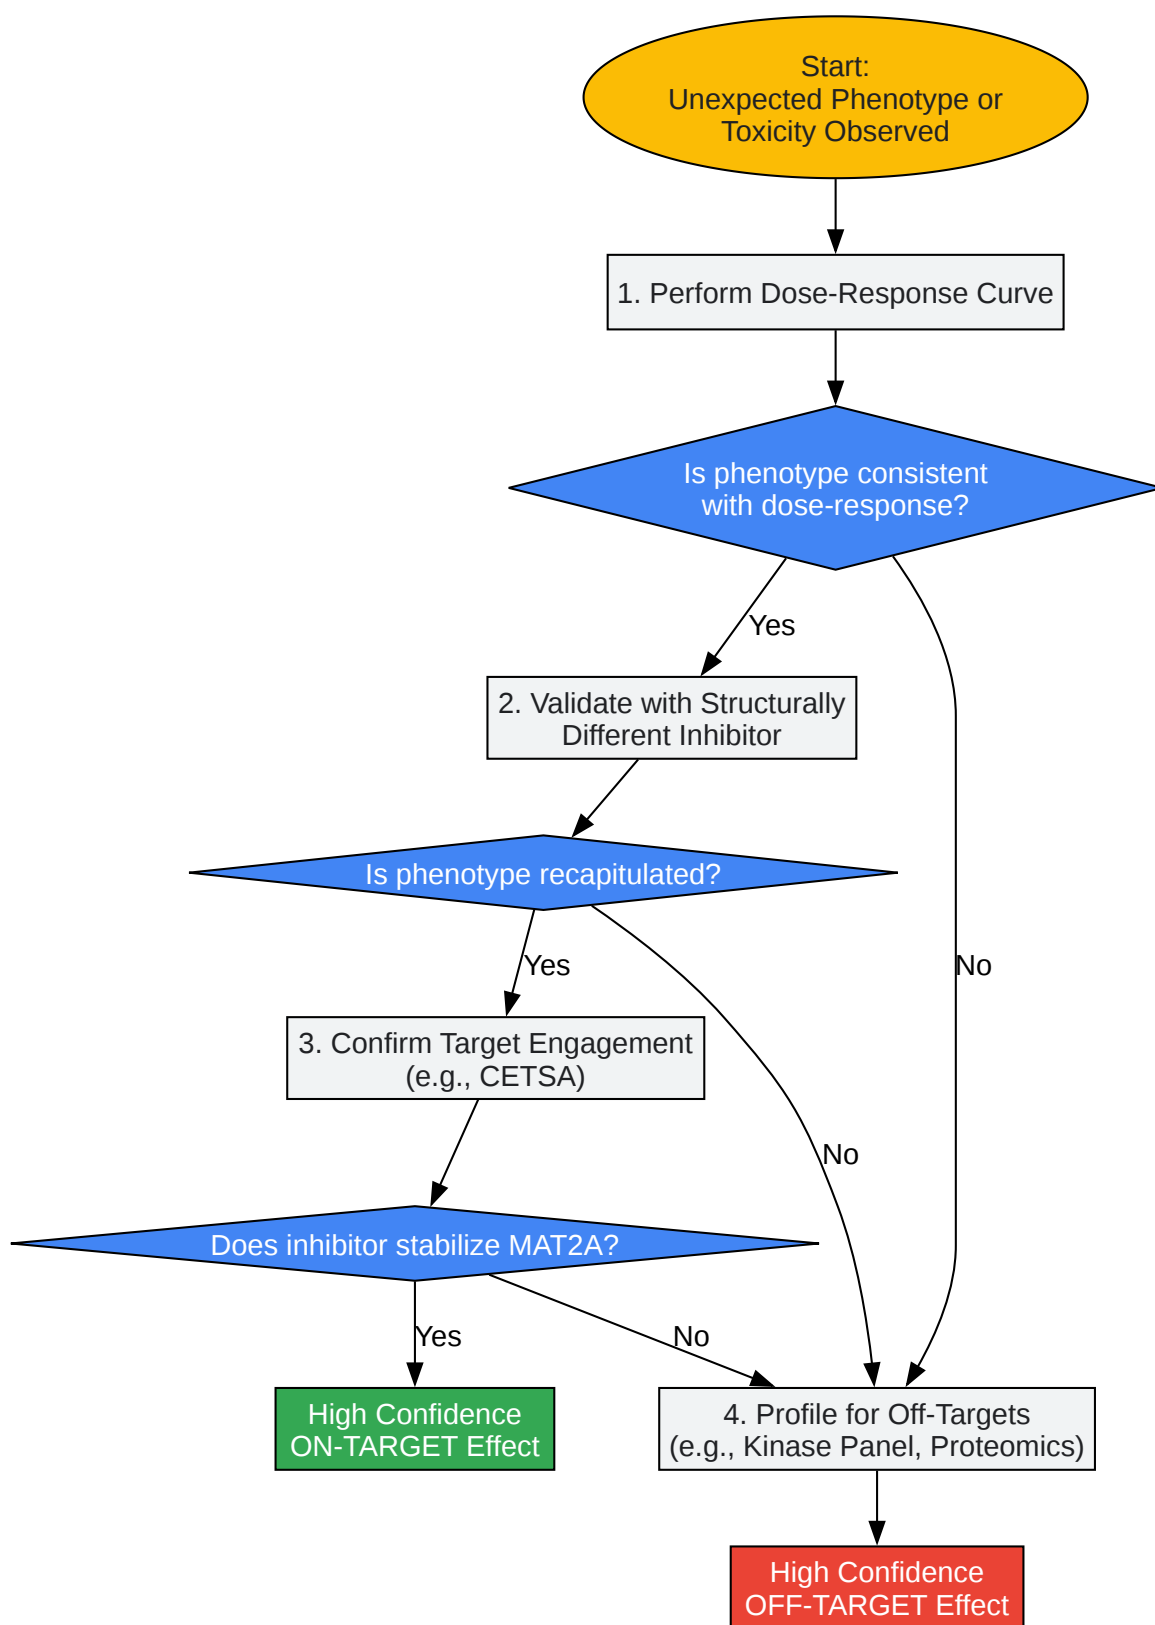 Start:
Unexpected Phenotype or
Toxicity Observed
1. Perform Dose-Response Curve
Is phenotype consistent
with dose-response?
Yes
2. Validate with Structurally
Different Inhibitor
Is phenotype recapitulated?
Yes
No
3. Confirm Target Engagement
(e.g., CETSA)
No
Does inhibitor stabilize MAT2A?
Yes
No
High Confidence
ON-TARGET Effect
4. Profile for Off-Targets
(e.g., Kinase Panel, Proteomics)
High Confidence
OFF-TARGET Effect